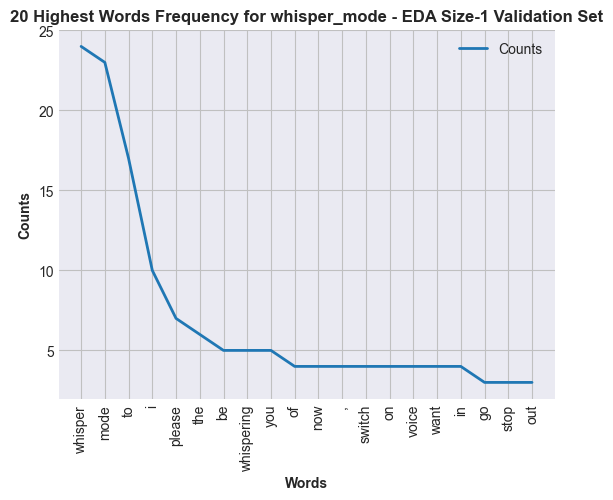 20 Highest Words Frequency for whisper_mode - EDA Size-1 Validation Set
Counts
25
20
15
10
5
Counts
whisper
mode
to
i
please
the
be
whispering
you
of
now
,
switch
on
voice
want
in
go
stop
out
Words